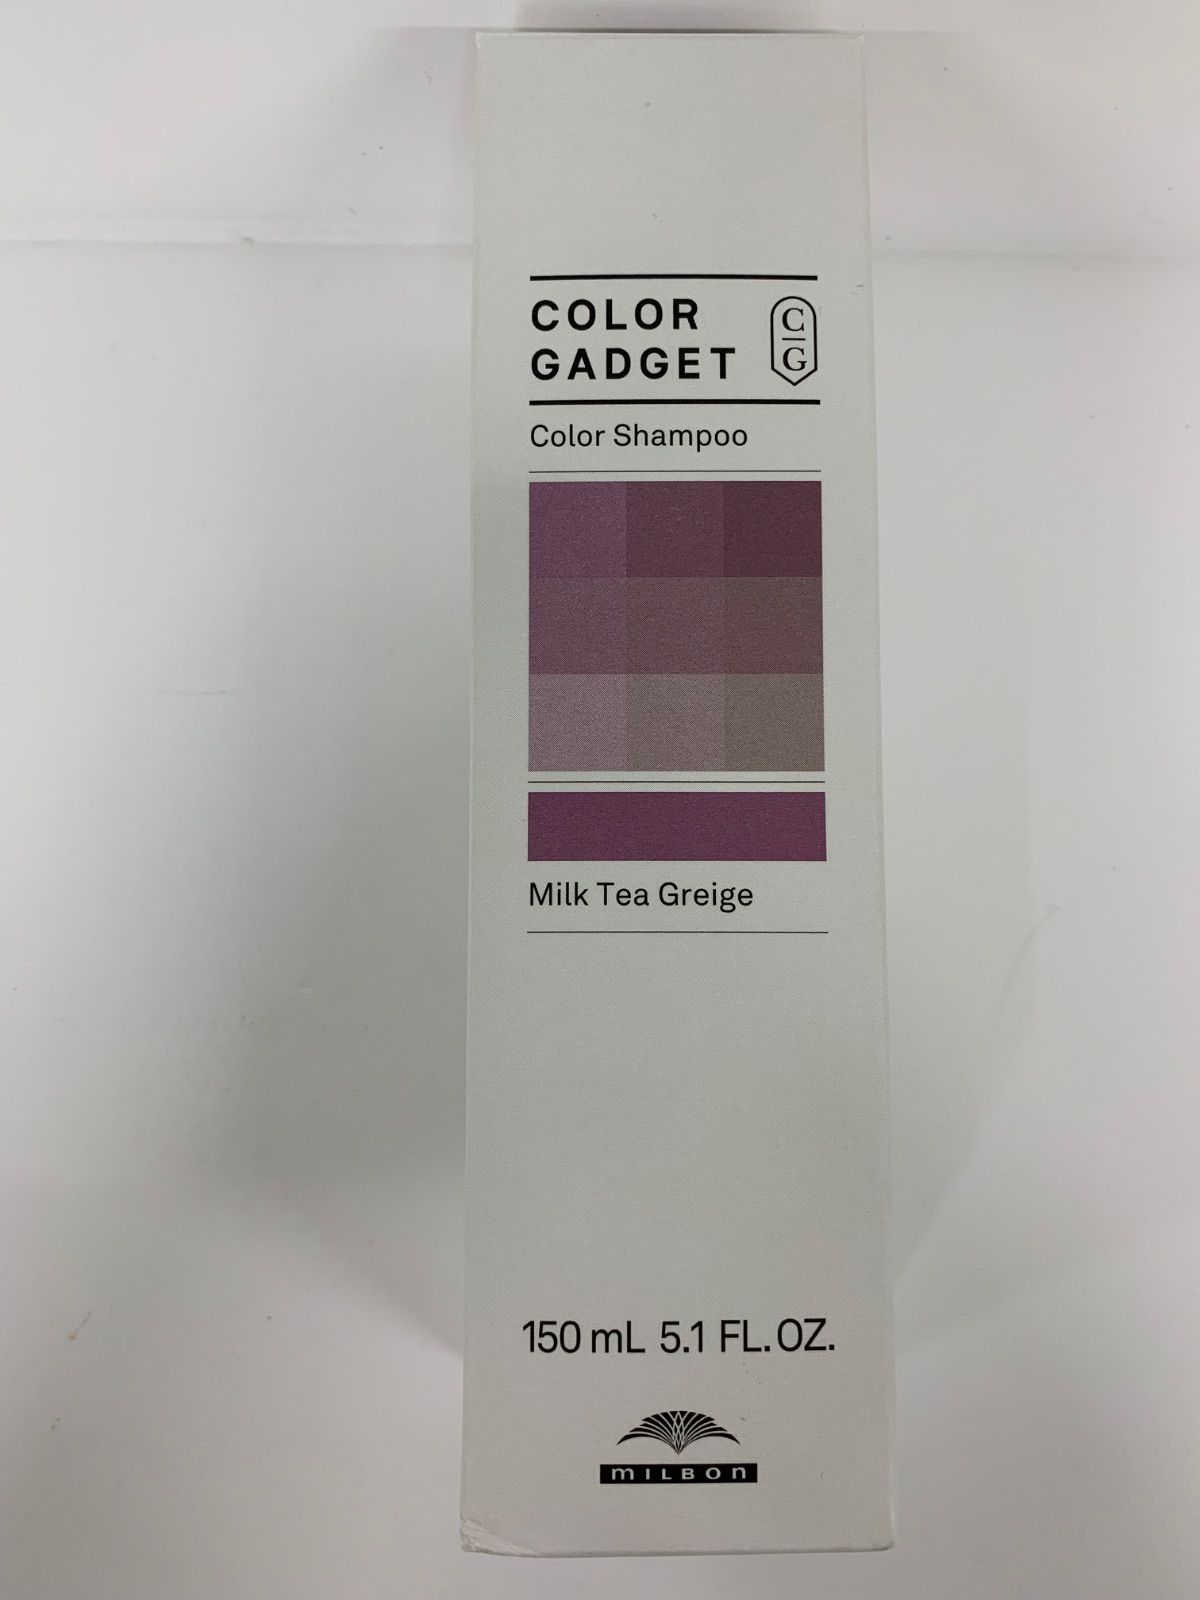 COLOR
GADGET
C
G
Color Shampoo
Milk Tea Greige
150 mL 5.1 FL.OZ.
MILBON